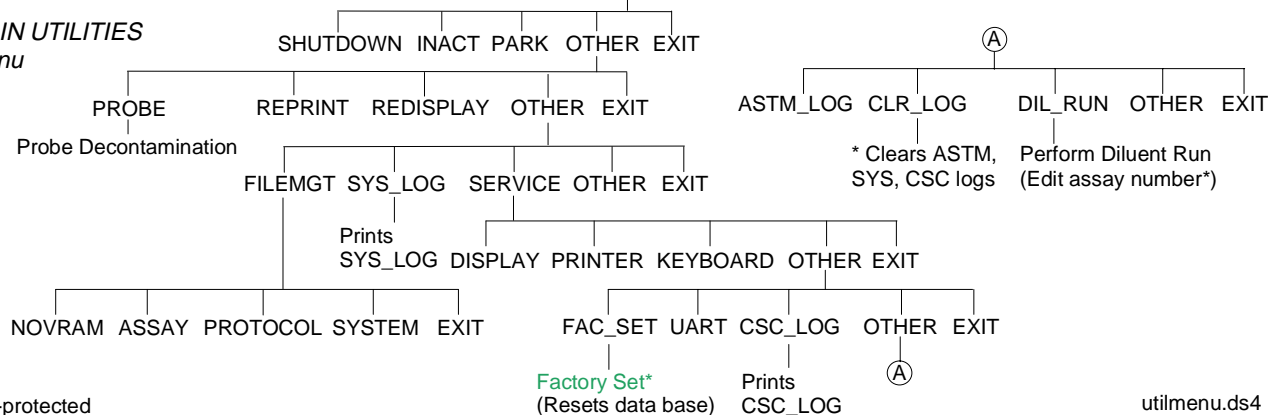 IN UTILITIES
nu
SHUTDOWN INACT PARK OTHER EXIT
PROBE REPRINT REDISPLAY OTHER EXIT
Probe Decontamination
FILEMGT SYS_LOG SERVICE OTHER EXIT
Prints
SYS_LOG
DISPLAY PRINTER KEYBOARD OTHER EXIT
NOVRAM ASSAY PROTOCOL SYSTEM EXIT
FAC_SET UART CSC_LOG OTHER EXIT
Factory Set*
(Resets data base)
Prints
CSC_LOG
A
A
ASTM_LOG CLR_LOG DIL_RUN OTHER EXIT
* Clears ASTM,
SYS, CSC logs
Perform Diluent Run
(Edit assay number*)
-protected
utilmenu.ds4